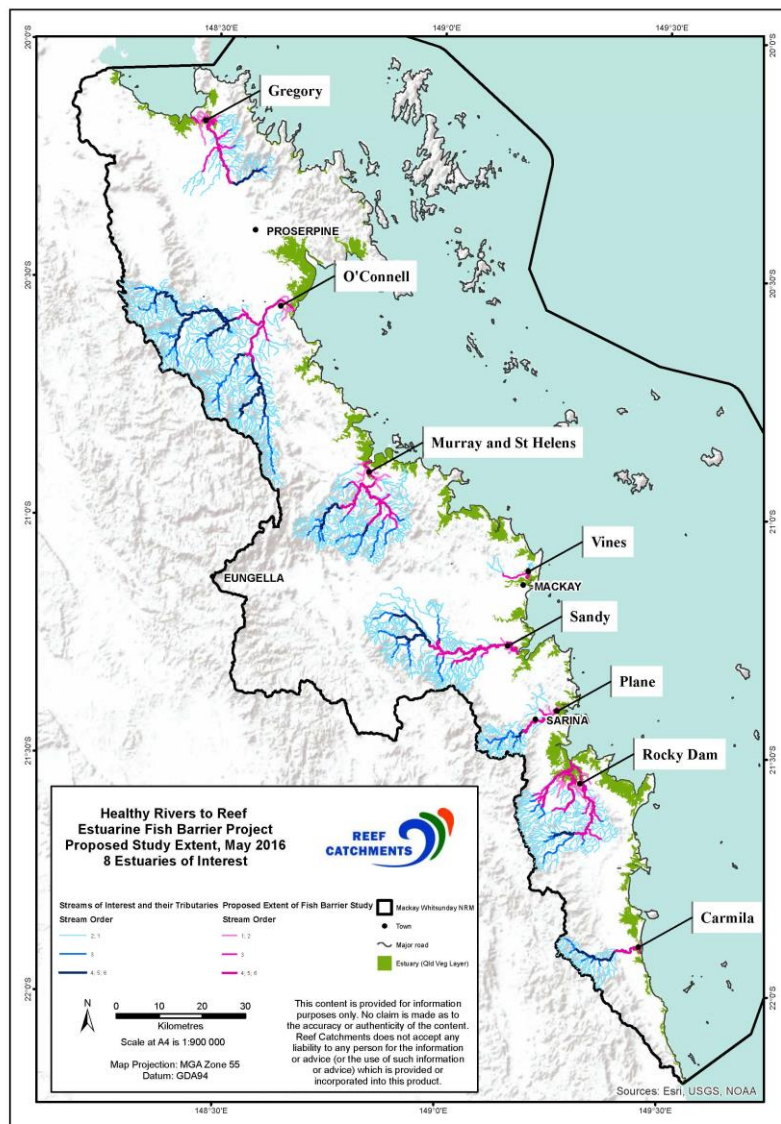 148°30'S
149°0'S
149°30'S
20°0'S
20°0'S
Gregory
PROSERPINE
20°30'S
O'Connell
20°30'S
Murray and St Helens
21°0'S
21°0'S
Vines
EUNGELLA
MACKAY
Sandy
Plane
SARINA
21°30'S
21°30'S
Rocky Dam
Healthy Rivers to Reef
Estuarine Fish Barrier Project
Proposed Study Extent, May 2016
8 Estuaries of Interest
REEF
CATCHMENTS
Streams of Interest and their Tributaries
Stream Order
2; 1
3
4; 5; 6
Proposed Extent of Fish Barrier Study
Stream Order
1; 2
3
4; 5; 6
Mackay Whitsunday NRM
Town
Major road
Estuary (Qld Veg Layer)
Carmila
22°0'S
22°0'S
N
0 10 20 30
Kilometres
Scale at A4 is 1:900 000
Map Projection: MGA Zone 55
Datum: GDA94
This content is provided for information
purposes only. No claim is made as to
the accuracy or authenticity of the content.
Reef Catchments does not accept any
liability to any person for the information
or advice (or the use of such information
or advice) which is provided or
incorporated into this product.
Sources: Esri, USGS, NOAA
148°30'S
149°0'S
149°30'S